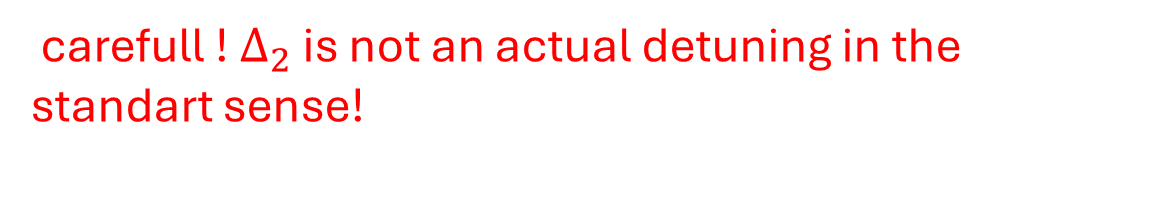 carefull ! Δ₂ is not an actual detuning in the
standart sense!